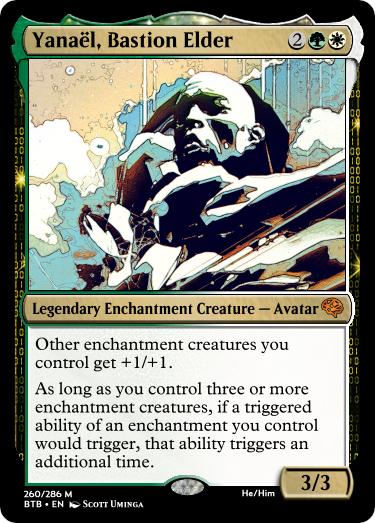 Yanaël, Bastion Elder 2
Legendary Enchantment Creature — Avatar
Other enchantment creatures you
control get +1/+1.
As long as you control three or more
enchantment creatures, if a triggered
ability of an enchantment you control
would trigger, that ability triggers an
additional time.
3/3
260/286 M He/Him
BTB • EN Scott Uminga